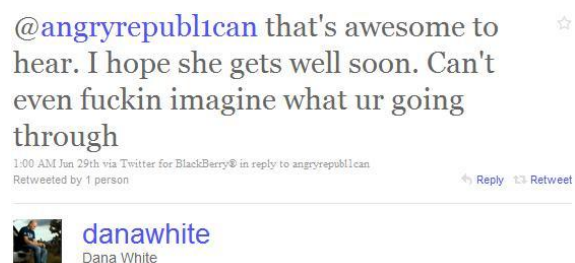 @angryrepubl1can that's awesome to
hear. I hope she gets well soon. Can't
even fuckin imagine what ur going
through
1:00 AM Jun 29th via Twitter for BlackBerry® in reply to angryrepubl1can
Retweeted by 1 person
Reply Retweet
danawhite
Dana White